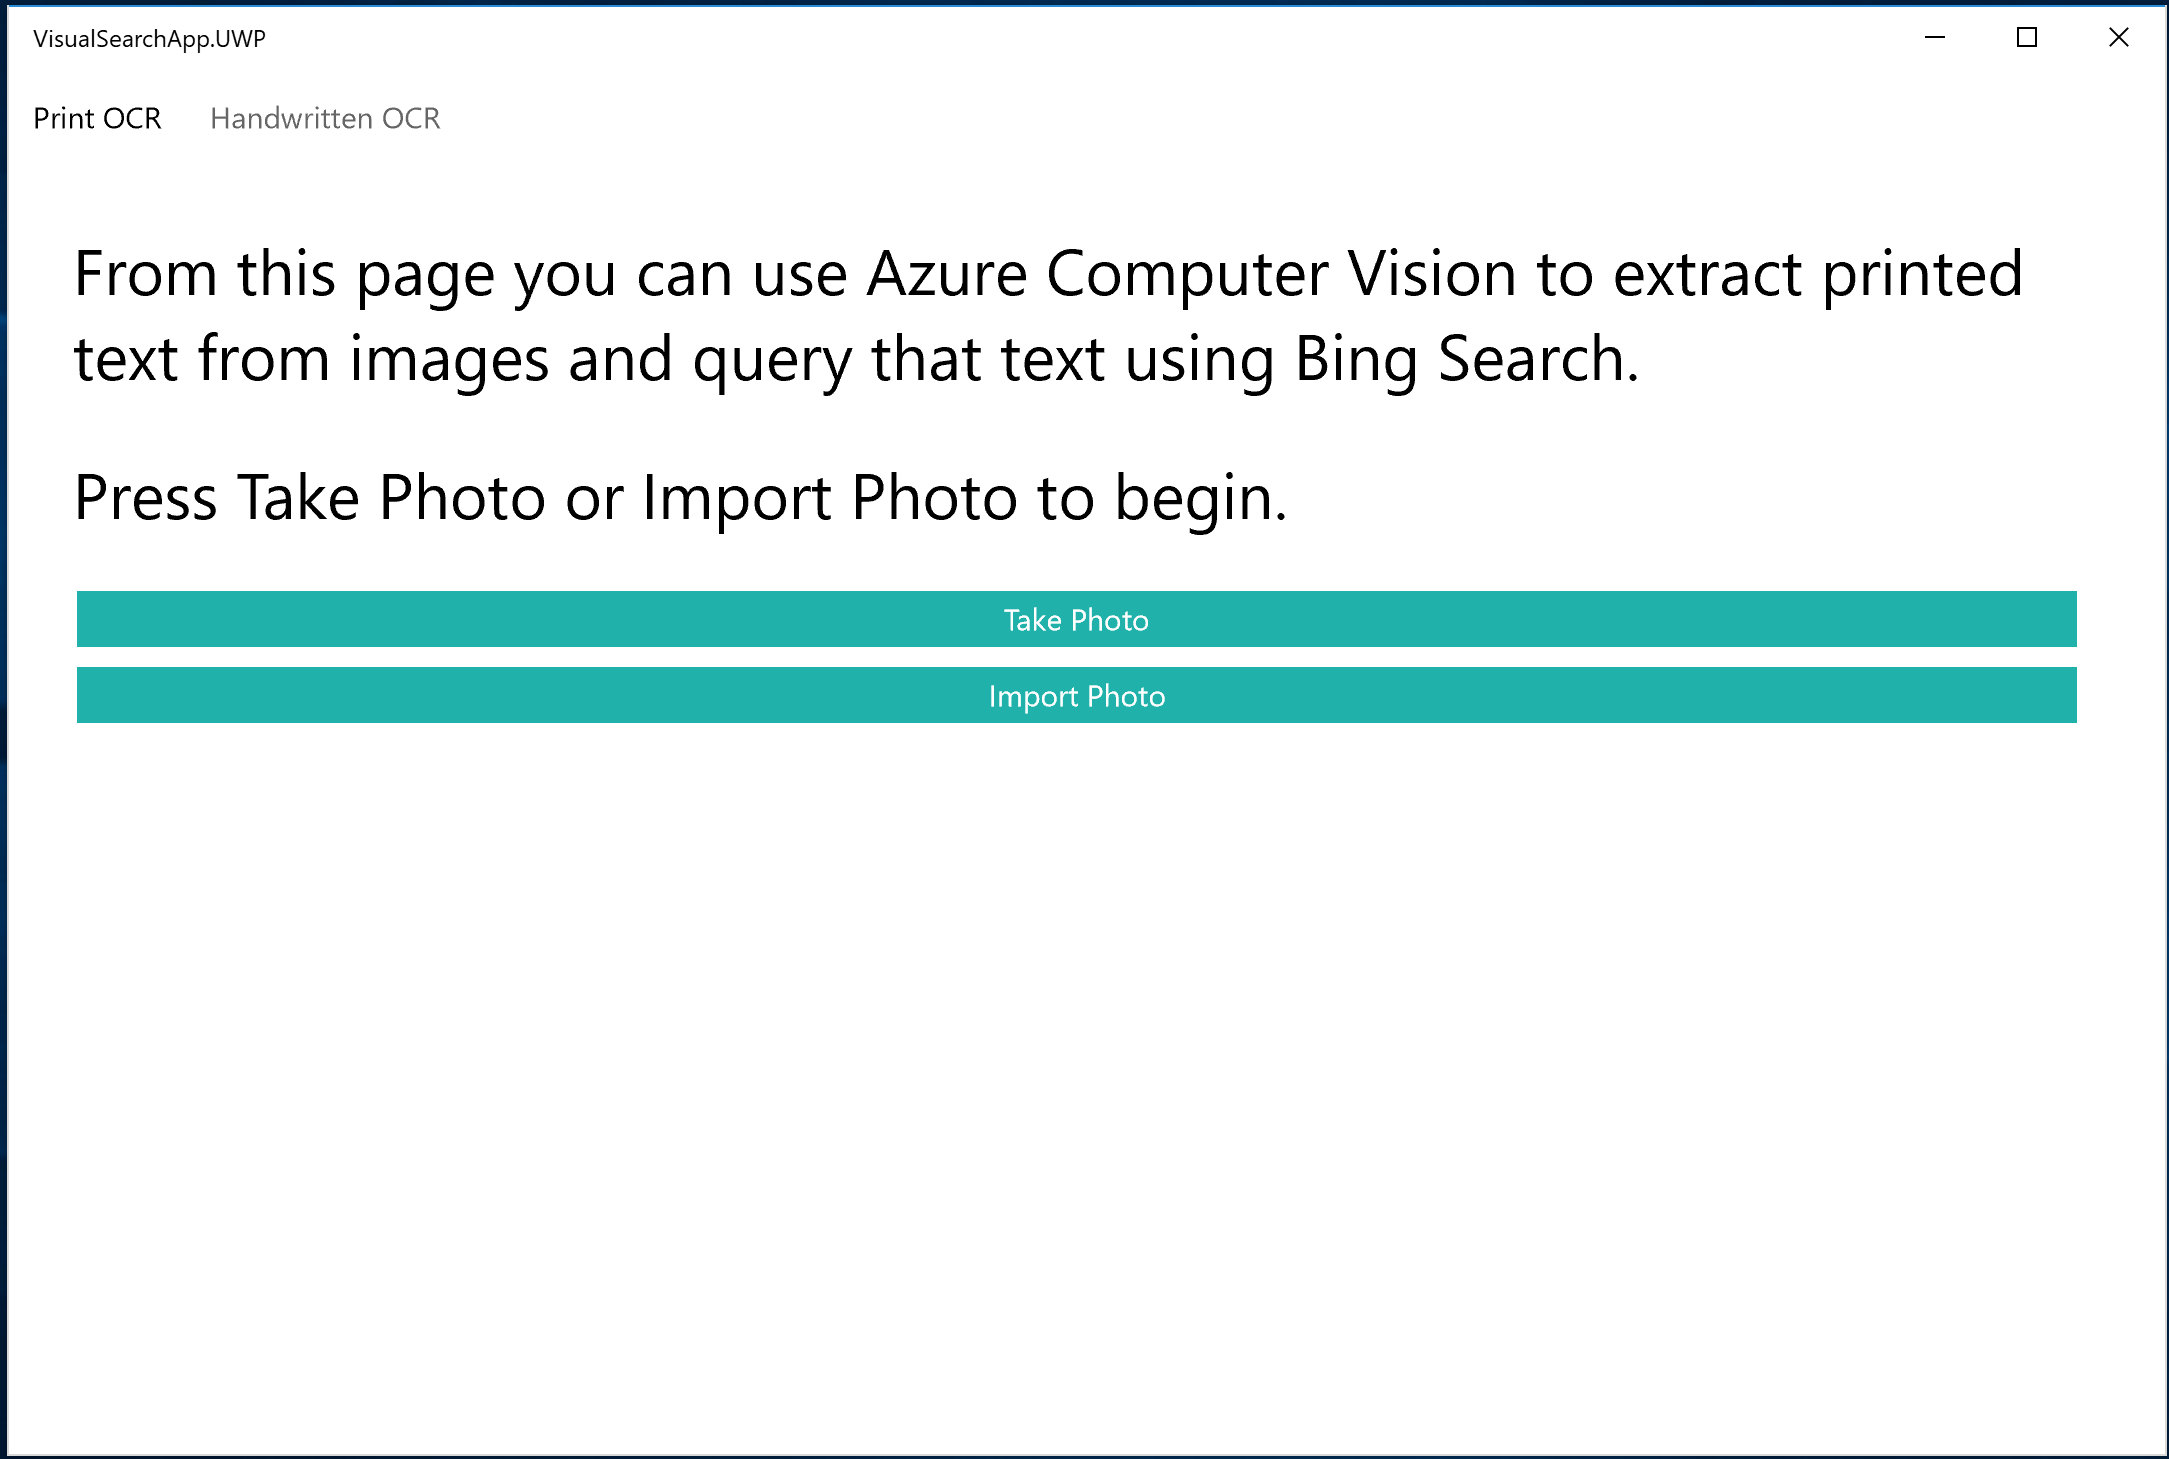 VisualSearchApp.UWP
Print OCR Handwritten OCR
From this page you can use Azure Computer Vision to extract printed
text from images and query that text using Bing Search.
Press Take Photo or Import Photo to begin.
Take Photo
Import Photo